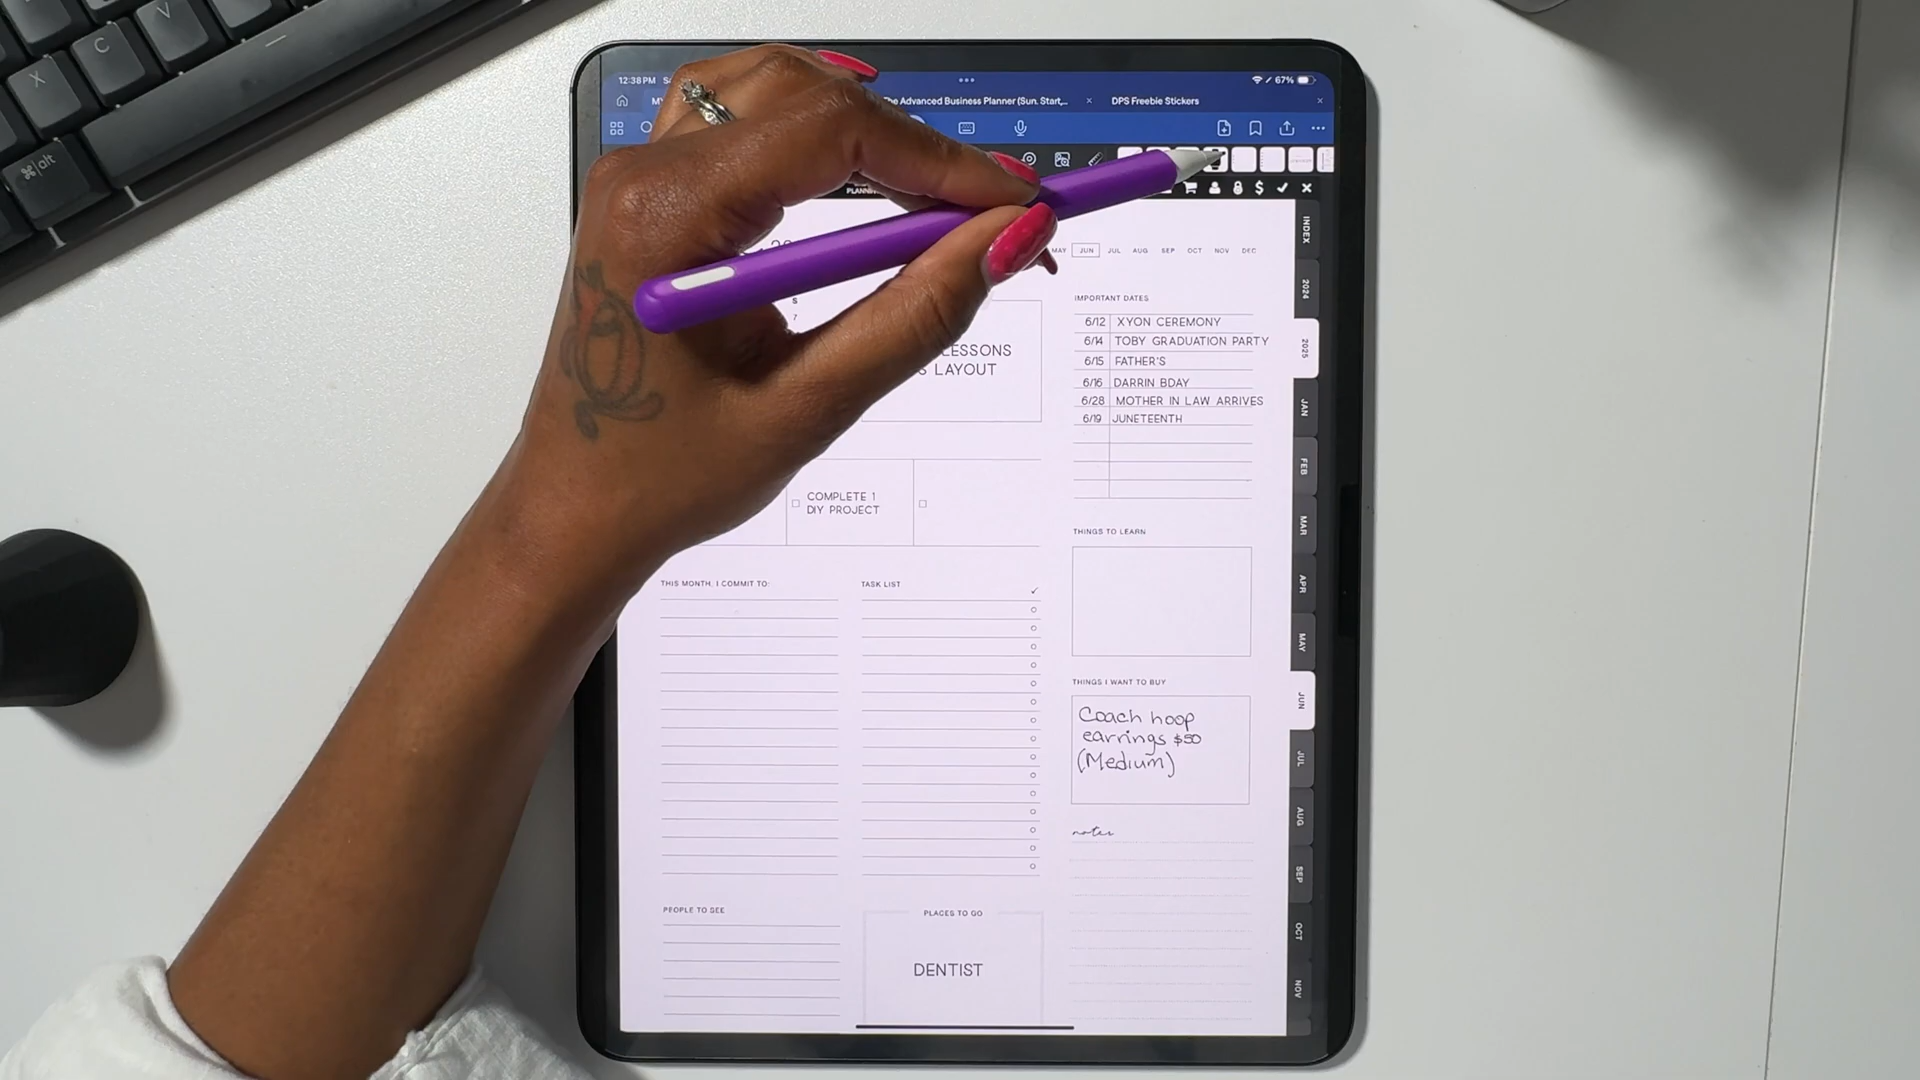 X
C
V
⌘|alt
12:38 PM
67%
The Advanced Business Planner (Sun. Start,...
DPS Freebie Stickers
INDEX
2024
2025
JAN
FEB
MAR
APR
MAY
JUN
JUL
AUG
SEP
OCT
NOV
MAY JUN JUL AUG SEP OCT NOV DEC
S
7
LESSONS
LAYOUT
IMPORTANT DATES
6/12 XYON CEREMONY
6/14 TOBY GRADUATION PARTY
6/15 FATHER'S
6/16 DARRIN BDAY
6/28 MOTHER IN LAW ARRIVES
6/19 JUNETEENTH
COMPLETE 1
DIY PROJECT
THINGS TO LEARN
THIS MONTH, I COMMIT TO:
TASK LIST
THINGS I WANT TO BUY
Coach hoop
earrings $50
(Medium)
notes
PEOPLE TO SEE
PLACES TO GO
DENTIST